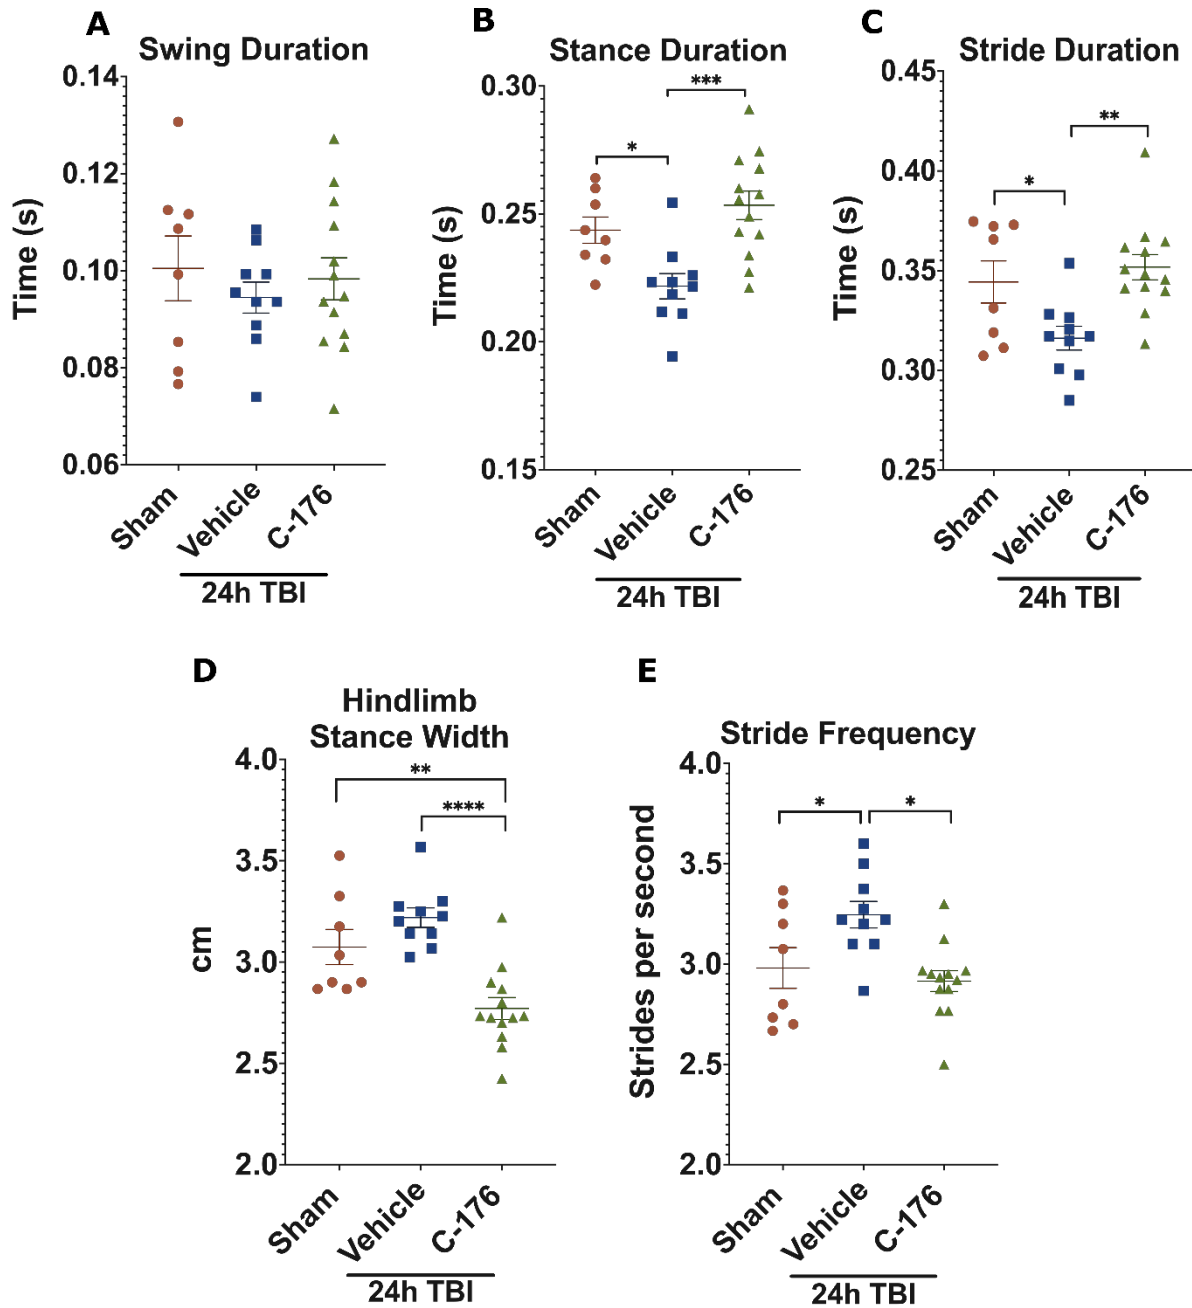 A
Swing Duration
Time (s)
0.14
0.12
0.10
0.08
0.06
Sham
Vehicle
C-176
24h TBI
B
Stance Duration
Time (s)
0.30
0.25
0.20
0.15
*
***
Sham
Vehicle
C-176
24h TBI
C
Stride Duration
Time (s)
0.45
0.40
0.35
0.30
0.25
*
**
Sham
Vehicle
C-176
24h TBI
D
Hindlimb
Stance Width
cm
4.0
3.5
3.0
2.5
2.0
**
****
Sham
Vehicle
C-176
24h TBI
E
Stride Frequency
Strides per second
4.0
3.5
3.0
2.5
2.0
*
*
Sham
Vehicle
C-176
24h TBI